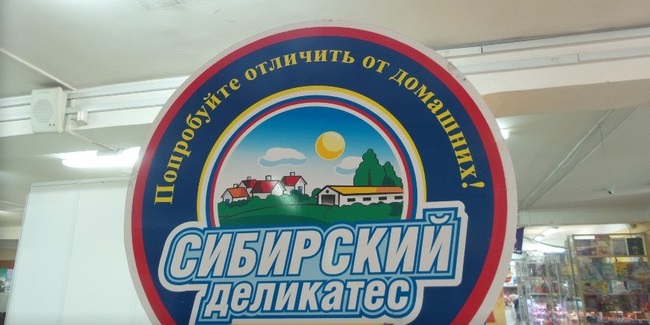 Попробуйте отличить от домашних!
СИБИРСКИЙ
деликатес